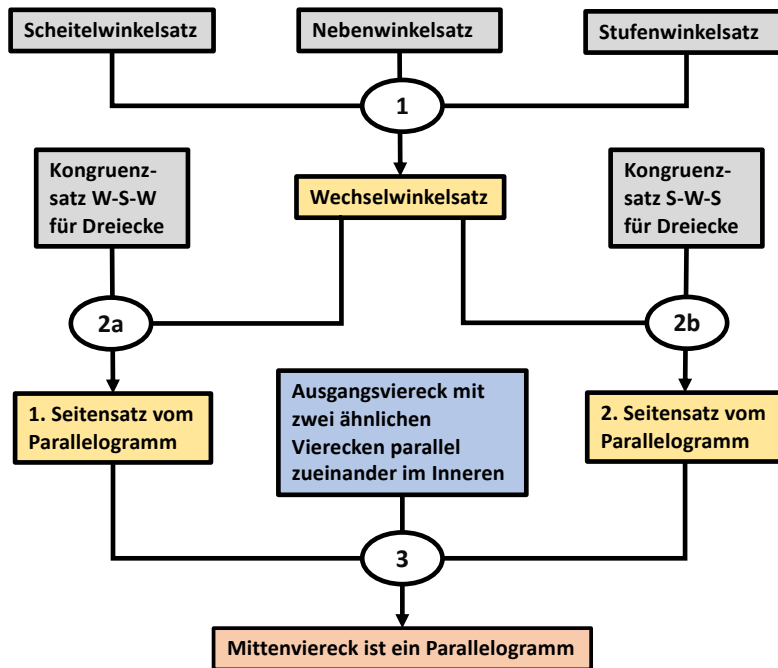 Scheitelwinkelsatz
Nebenwinkelsatz
Stufenwinkelsatz
1
Kongruenz-
satz W-S-W
für Dreiecke
Wechselwinkelsatz
Kongruenz-
satz S-W-S
für Dreiecke
2a
2b
1. Seitensatz vom
Parallelogramm
Ausgangsviereck mit
zwei ähnlichen
Vierecken parallel
zueinander im Inneren
2. Seitensatz vom
Parallelogramm
3
Mittenviereck ist ein Parallelogramm